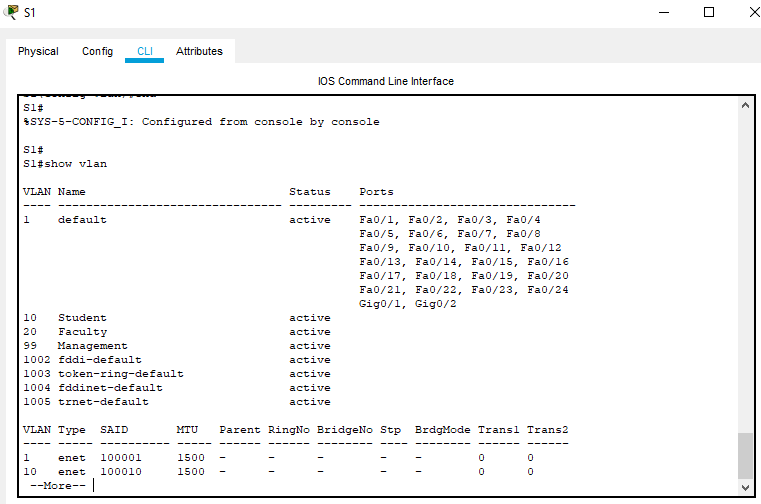 S1
Physical Config CLI Attributes
IOS Command Line Interface
S1#
%SYS-5-CONFIG_I: Configured from console by console
S1#
S1#show vlan
VLAN Name                             Status    Ports
---- -------------------------------- --------- -------------------------------
1    default                          active    Fa0/1, Fa0/2, Fa0/3, Fa0/4
                                                Fa0/5, Fa0/6, Fa0/7, Fa0/8
                                                Fa0/9, Fa0/10, Fa0/11, Fa0/12
                                                Fa0/13, Fa0/14, Fa0/15, Fa0/16
                                                Fa0/17, Fa0/18, Fa0/19, Fa0/20
                                                Fa0/21, Fa0/22, Fa0/23, Fa0/24
                                                Gig0/1, Gig0/2
10   Student                          active
20   Faculty                          active
99   Management                       active
1002 fddi-default                     active
1003 token-ring-default               active
1004 fddinet-default                  active
1005 trnet-default                    active
VLAN Type  SAID       MTU   Parent RingNo BridgeNo Stp  BrdgMode Trans1 Trans2
---- ----- ---------- ----- ------ ------ -------- ---- -------- ------ ------
1    enet  100001     1500  -      -      -        -    -        0      0
10   enet  100010     1500  -      -      -        -    -        0      0
 --More--